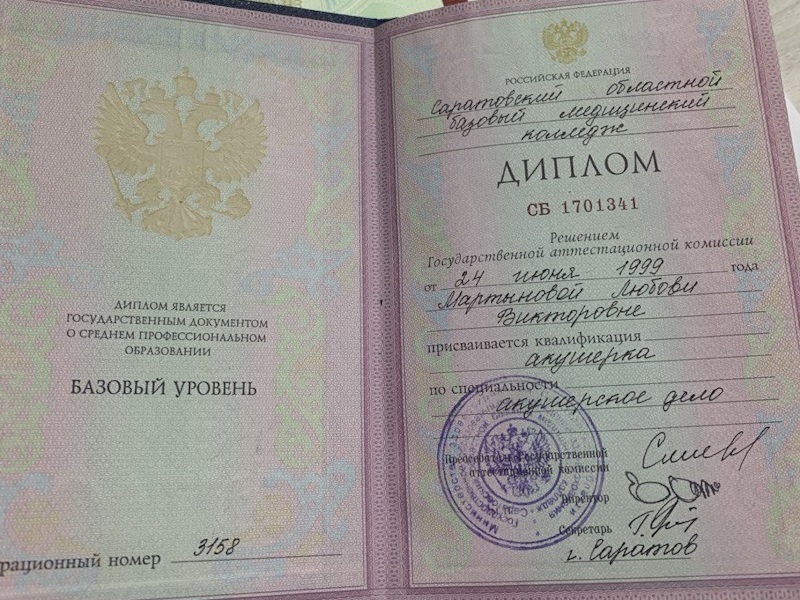 ДИПЛОМ ЯВЛЯЕТСЯ
ГОСУДАРСТВЕННЫМ ДОКУМЕНТОМ
О СРЕДНЕМ ПРОФЕССИОНАЛЬНОМ
ОБРАЗОВАНИИ
БАЗОВЫЙ УРОВЕНЬ
рационный номер 3158
РОССИЙСКАЯ ФЕДЕРАЦИЯ
Саратовский областной
базовый медицинский
колледж
ДИПЛОМ
СБ 1701341
Решением
Государственной аттестационной комиссии
от 24 июня 1999 года
Мартыновой Любови
Викторовне
присваивается квалификация
акушерка
по специальности
акушерское дело
Председатель Государственной
аттестационной комиссии
Директор
Секретарь
г. Саратов